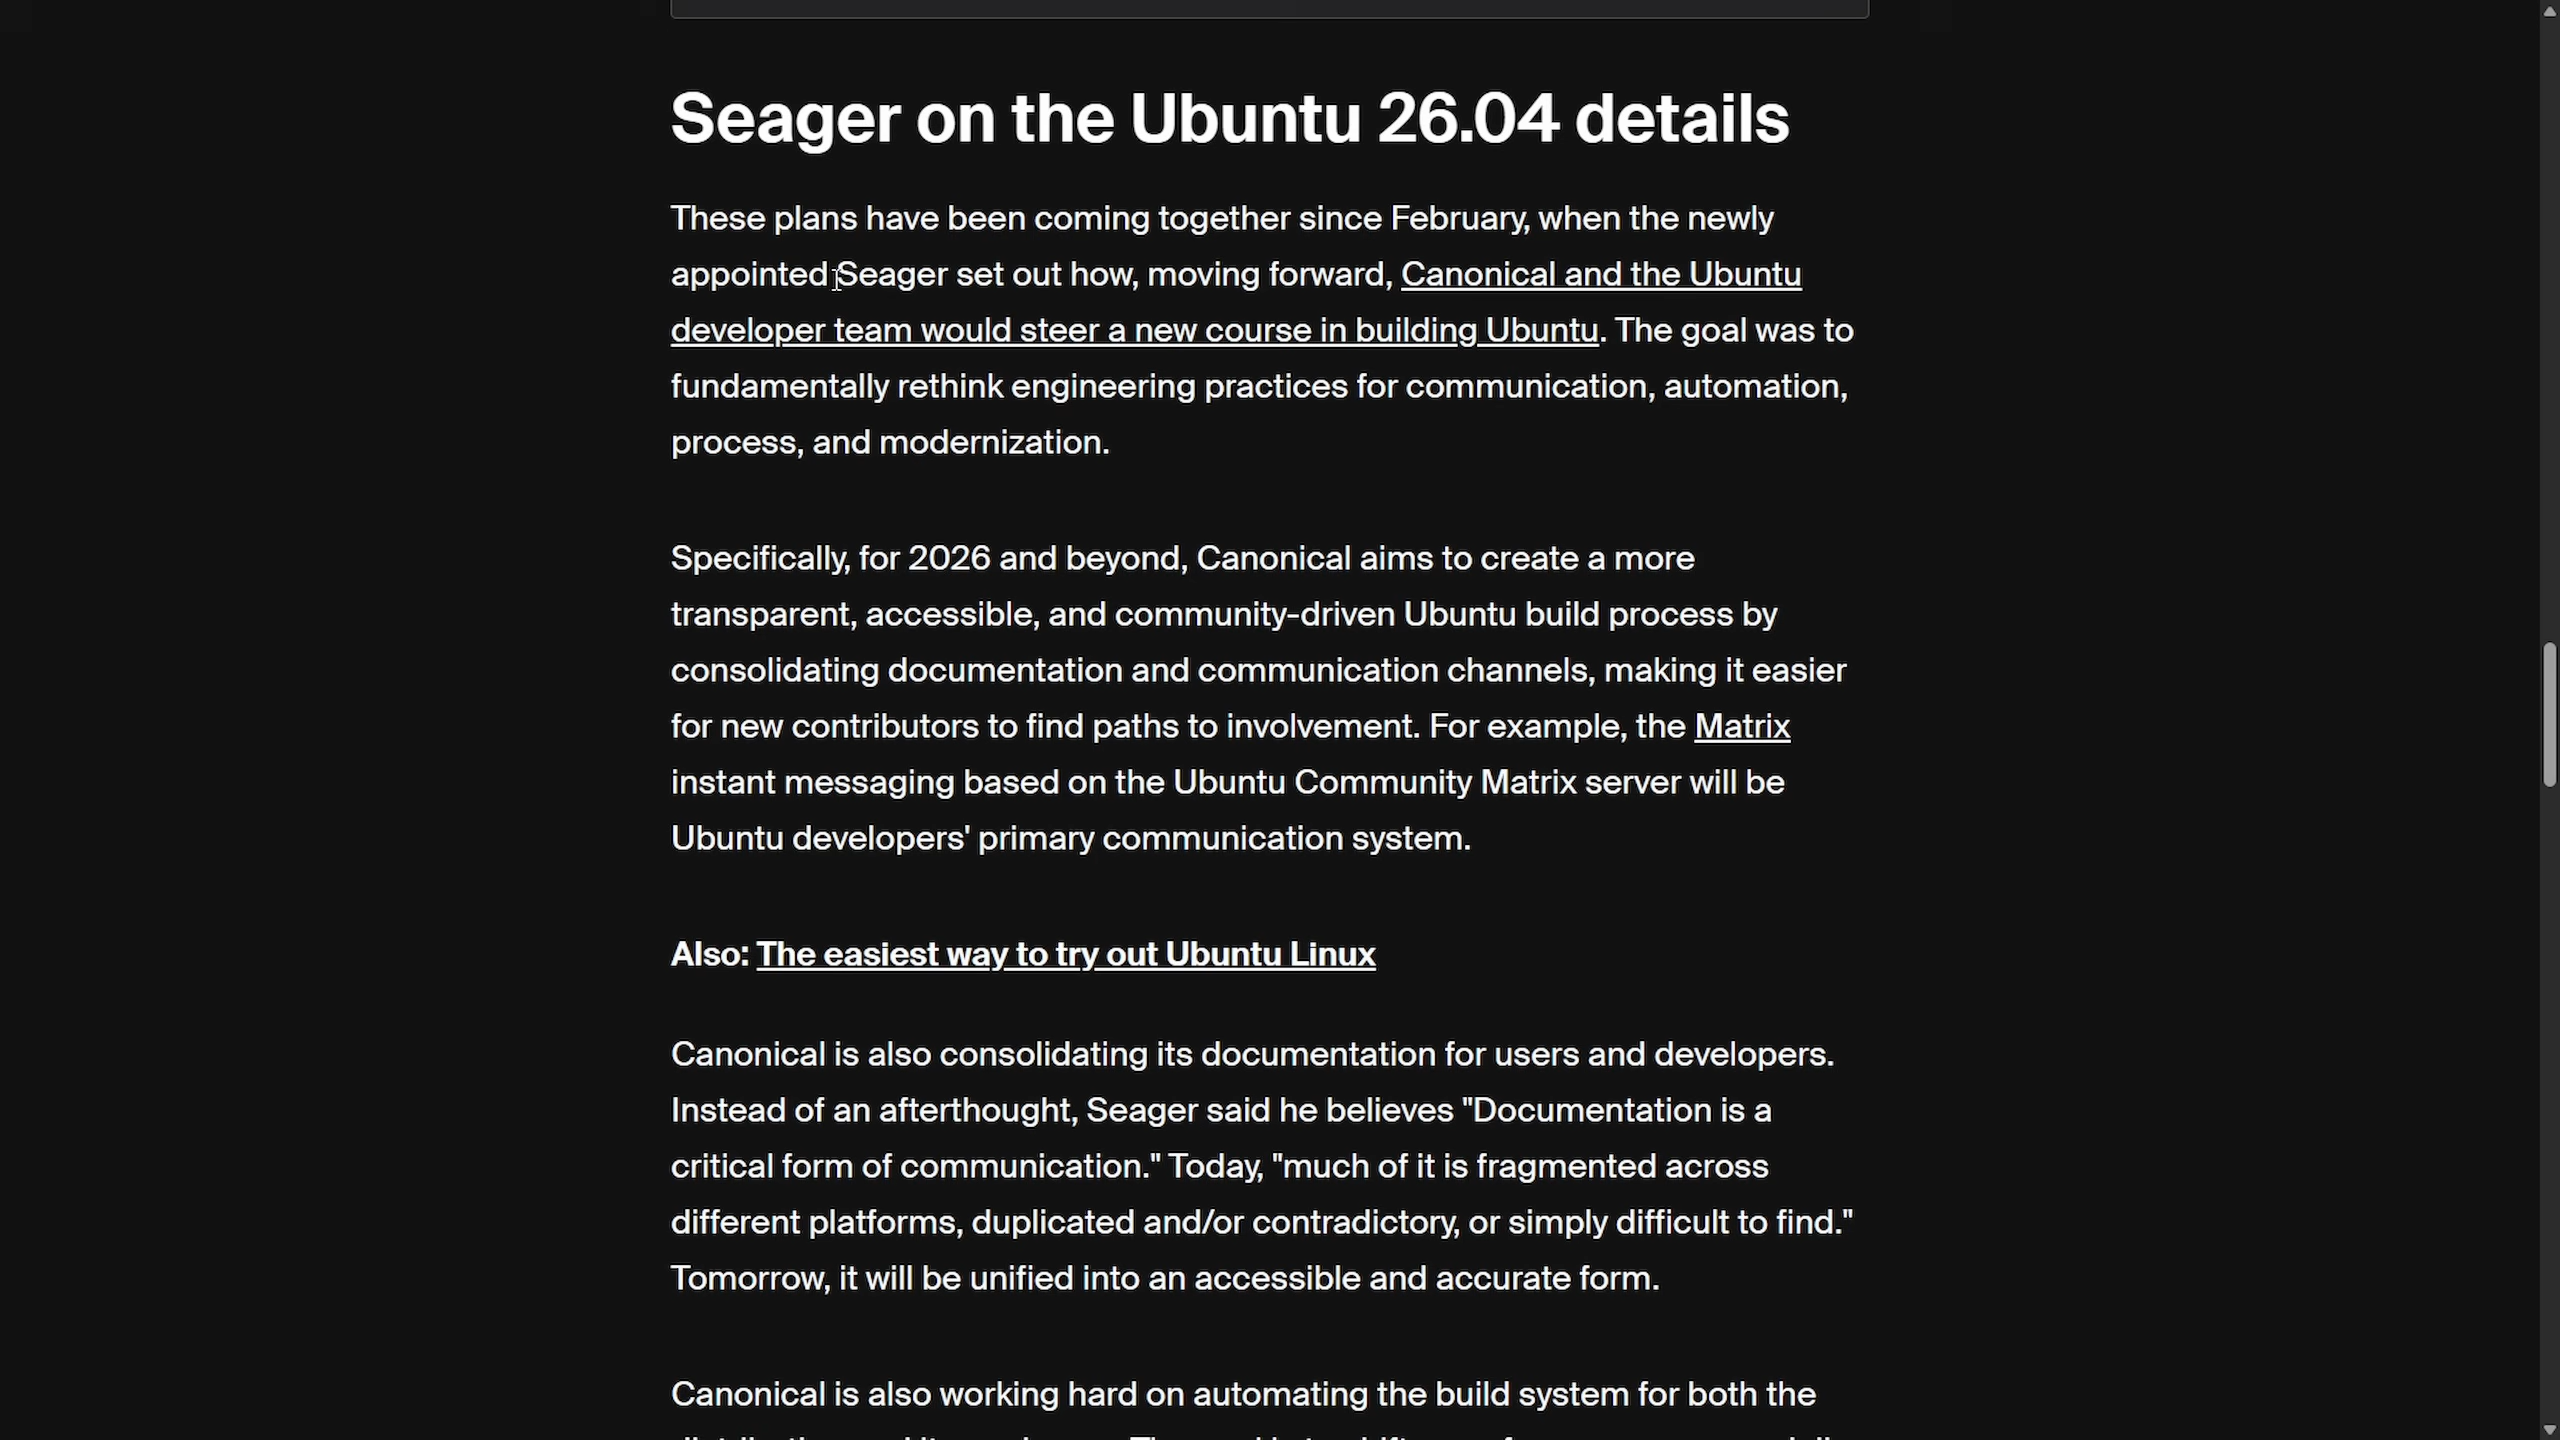 Seager on the Ubuntu 26.04 details
These plans have been coming together since February, when the newly
appointed Seager set out how, moving forward, Canonical and the Ubuntu
developer team would steer a new course in building Ubuntu. The goal was to
fundamentally rethink engineering practices for communication, automation,
process, and modernization.
Specifically, for 2026 and beyond, Canonical aims to create a more
transparent, accessible, and community-driven Ubuntu build process by
consolidating documentation and communication channels, making it easier
for new contributors to find paths to involvement. For example, the Matrix
instant messaging based on the Ubuntu Community Matrix server will be
Ubuntu developers' primary communication system.
Also: The easiest way to try out Ubuntu Linux
Canonical is also consolidating its documentation for users and developers.
Instead of an afterthought, Seager said he believes "Documentation is a
critical form of communication." Today, "much of it is fragmented across
different platforms, duplicated and/or contradictory, or simply difficult to find."
Tomorrow, it will be unified into an accessible and accurate form.
Canonical is also working hard on automating the build system for both the